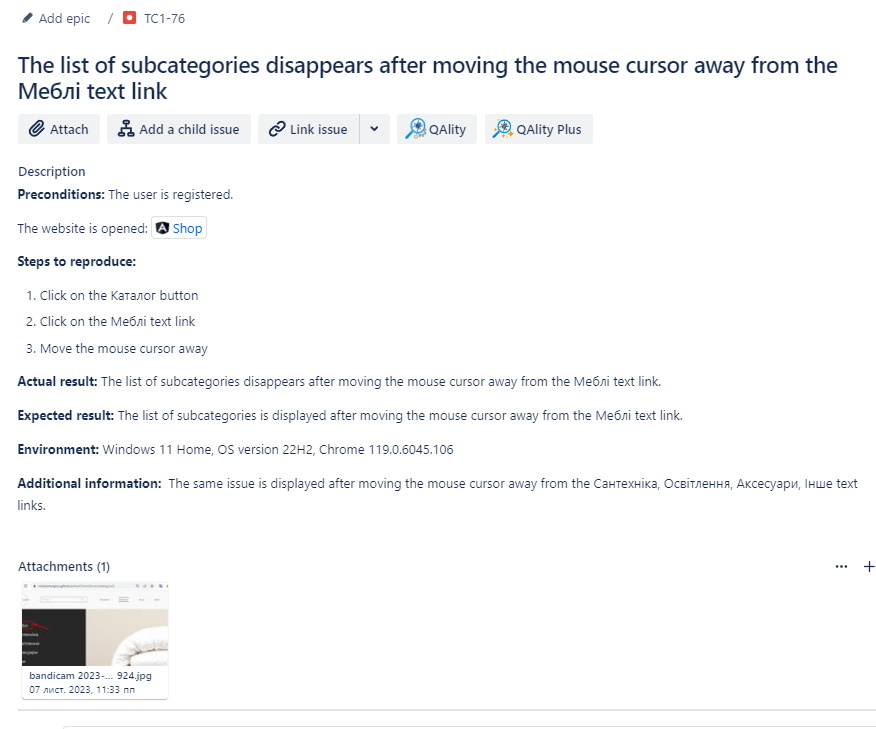 Add epic / TC1-76
The list of subcategories disappears after moving the mouse cursor away from the
Меблі text link
Attach Add a child issue Link issue QAlity QAlity Plus
Description
Preconditions: The user is registered.
The website is opened: Shop
Steps to reproduce:
1. Click on the Каталог button
2. Click on the Меблі text link
3. Move the mouse cursor away
Actual result: The list of subcategories disappears after moving the mouse cursor away from the Меблі text link.
Expected result: The list of subcategories is displayed after moving the mouse cursor away from the Меблі text link.
Environment: Windows 11 Home, OS version 22H2, Chrome 119.0.6045.106
Additional information: The same issue is displayed after moving the mouse cursor away from the Сантехніка, Освітлення, Аксесуари, Інше text
links.
Attachments (1)
bandicam 2023-... 924.jpg
07 лист. 2023, 11:33 пп